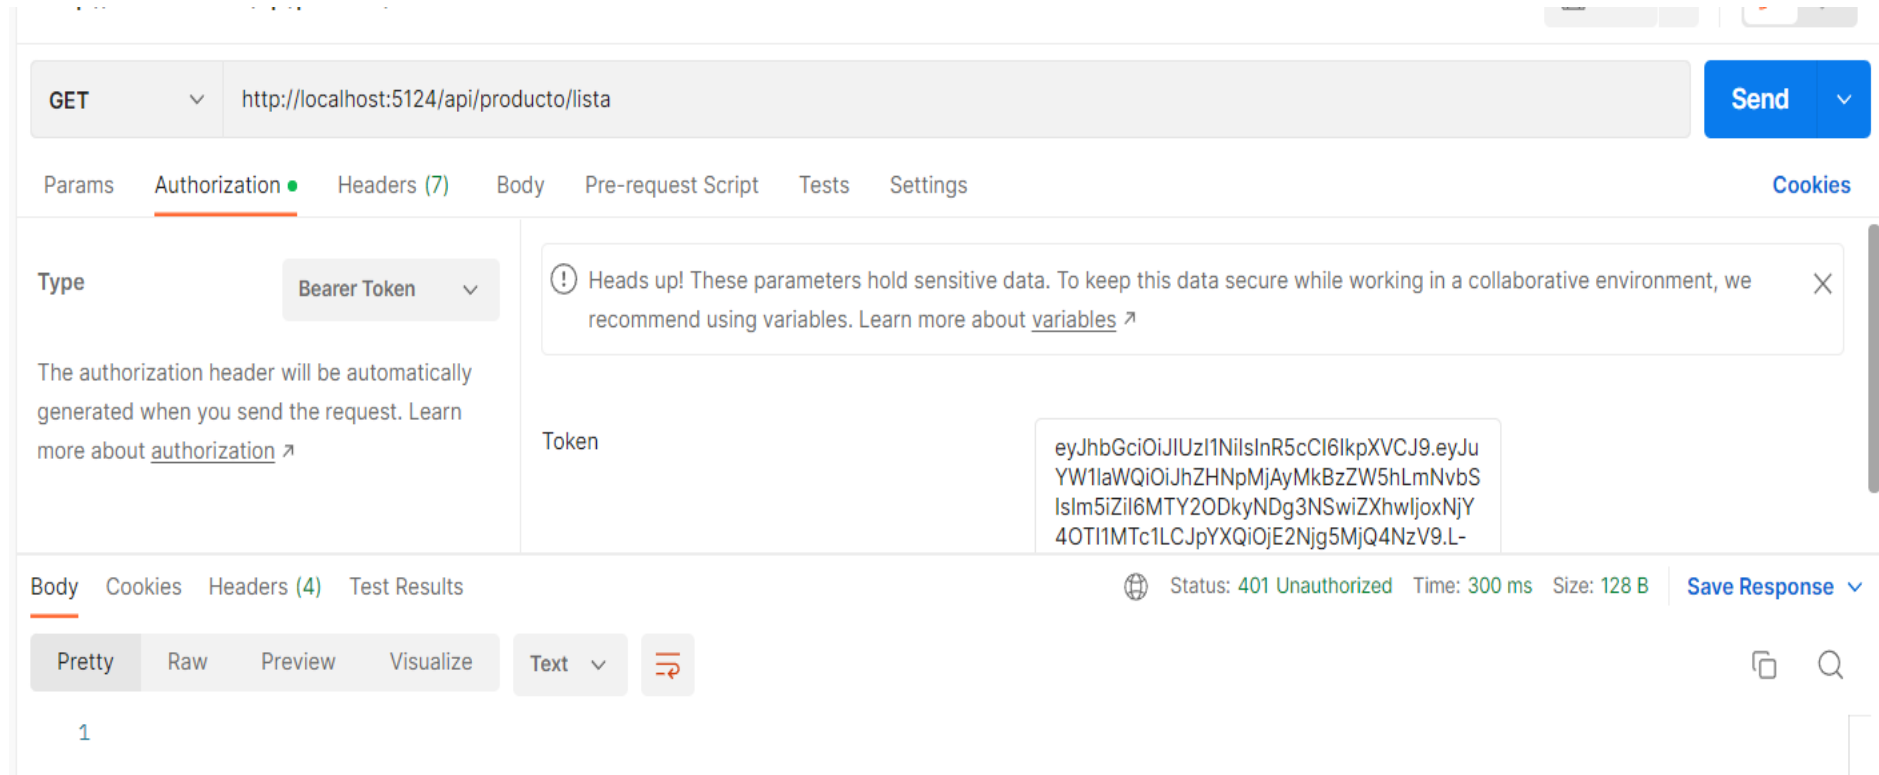 GET
http://localhost:5124/api/producto/lista
Send
Params Authorization Headers (7) Body Pre-request Script Tests Settings Cookies
Type
Bearer Token
The authorization header will be automatically
generated when you send the request. Learn
more about authorization ↗
Heads up! These parameters hold sensitive data. To keep this data secure while working in a collaborative environment, we
recommend using variables. Learn more about variables ↗
Token
eyJhbGciOiJIUzI1NiIsInR5cCI6IkpXVCJ9.eyJu
YW1laWQiOiJhZHNpMjAyMkBzZW5hLmNvbS
IsIm5iZiI6MTY2ODkyNDg3NSwiZXhwIjoxNjY
4OTI1MTc1LCJpYXQiOjE2Njg5MjQ4NzV9.L-
Body Cookies Headers (4) Test Results
Status: 401 Unauthorized Time: 300 ms Size: 128 B Save Response
Pretty Raw Preview Visualize Text
1